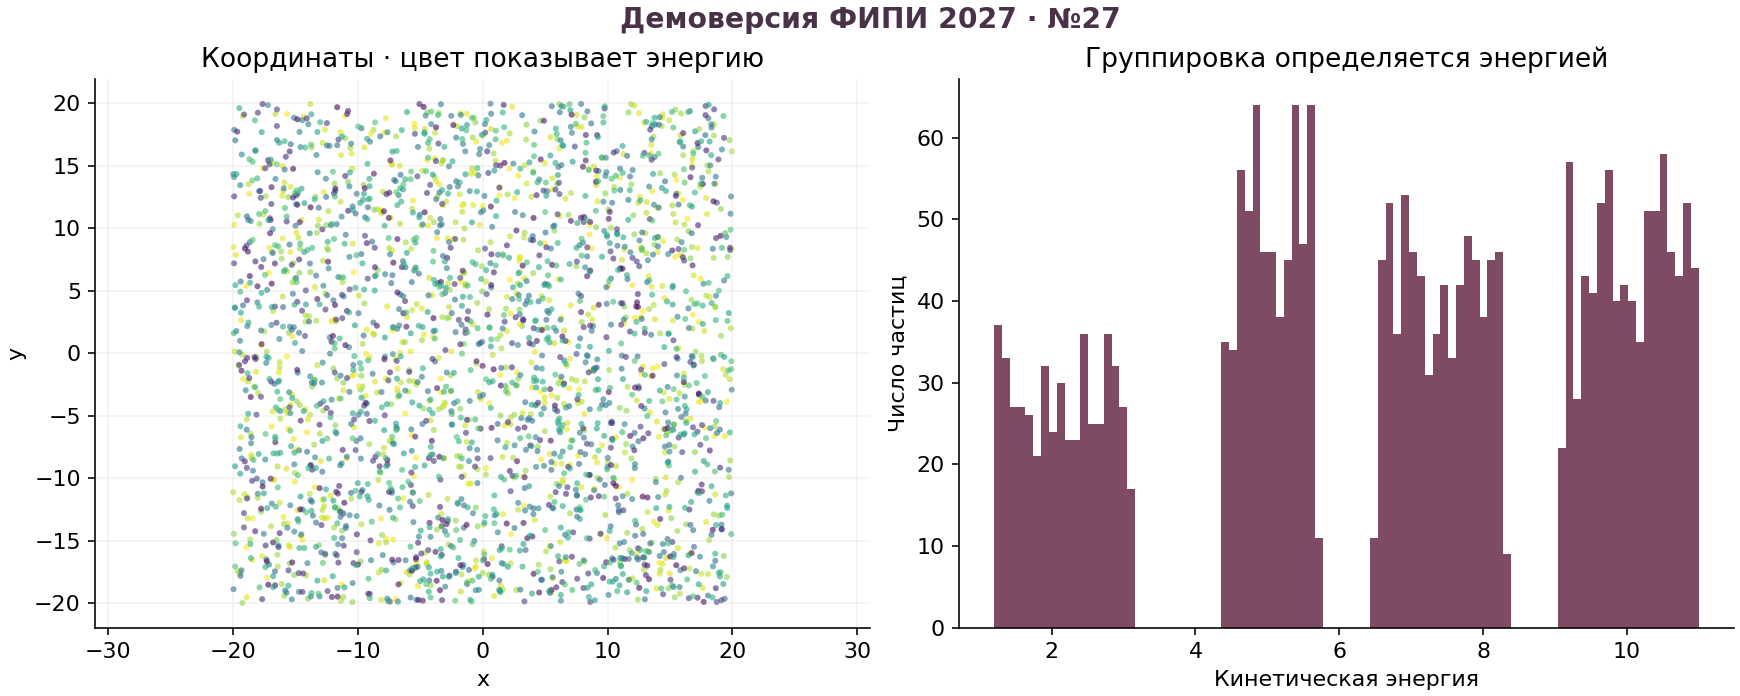 Демоверсия ФИПИ 2027 · №27
Координаты · цвет показывает энергию
20
15
10
5
0
−5
−10
−15
−20
y
−30 −20 −10 0 10 20 30
x
Группировка определяется энергией
60
50
40
30
20
10
0
Число частиц
2 4 6 8 10
Кинетическая энергия